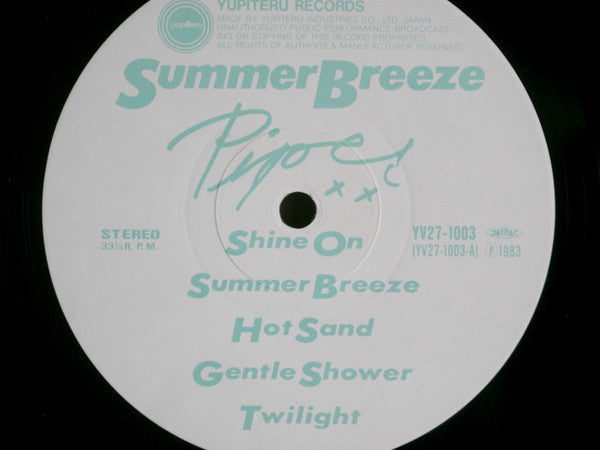 YUPITERU RECORDS
yupiteru
MADE BY YUPITERU INDUSTRIES CO., LTD. JAPAN.
UNAUTHORIZED PUBLIC PERFORMANCE BROADCAST-
ING OR COPYING OF THIS RECORD PROHIBITED.
ALL RIGHTS OF AUTHORS & MANUFACTURER RESERVED.
Summer Breeze
Piper
STEREO
33⅓ R.P.M.
YV27-1003
(YV27-1003-A) Ⓟ 1983
Shine On
Summer Breeze
Hot Sand
Gentle Shower
Twilight